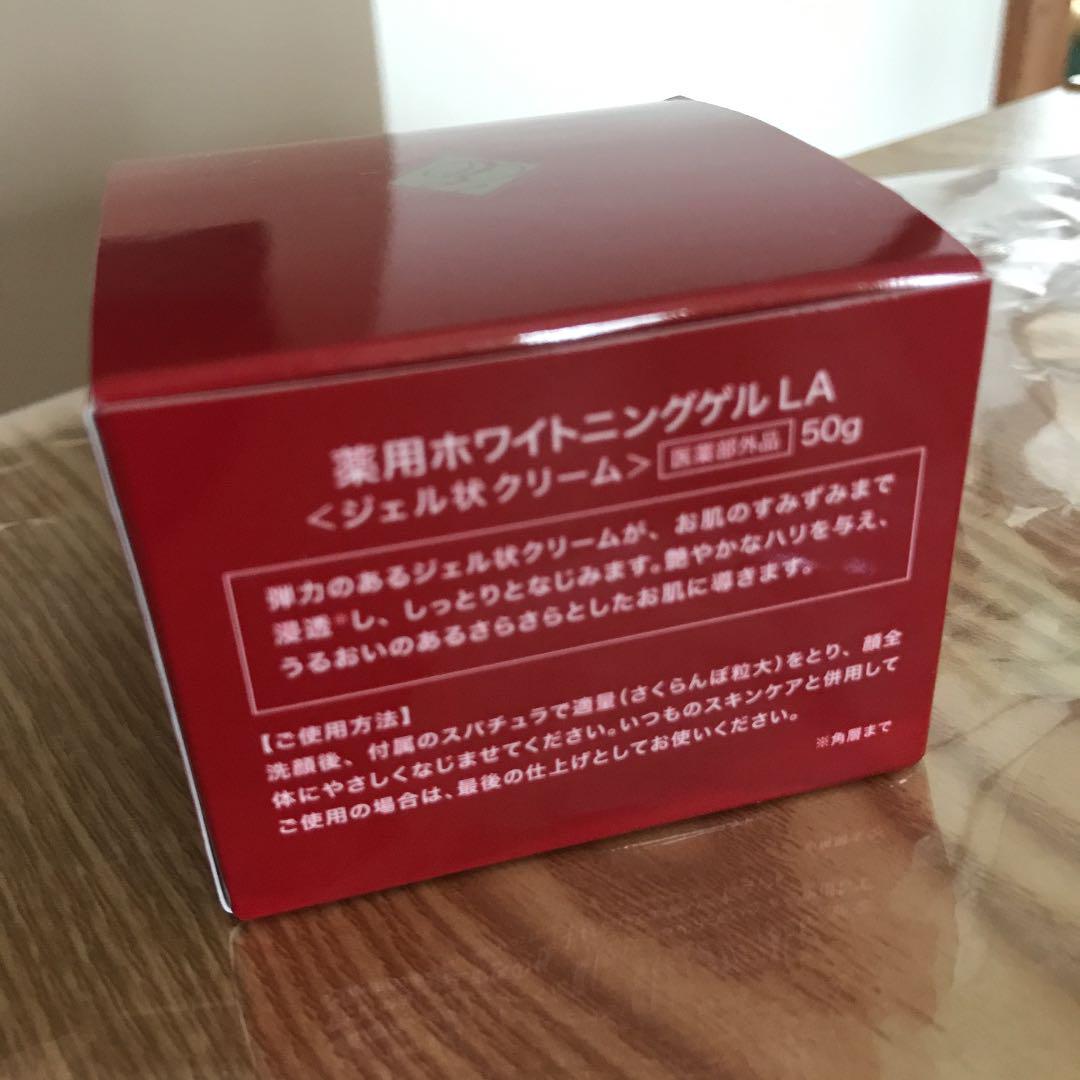 薬用ホワイトニングゲル LA
＜ジェル状クリーム＞ 医薬部外品 50g
弾力のあるジェル状クリームが、お肌のすみずみまで
浸透※し、しっとりとなじみます。艶やかなハリを与え、
うるおいのあるさらさらとしたお肌に導きます。
【ご使用方法】
洗顔後、付属のスパチュラで適量(さくらんぼ粒大)をとり、顔全
体にやさしくなじませてください。いつものスキンケアと併用して
ご使用の場合は、最後の仕上げとしてお使いください。
※角層まで